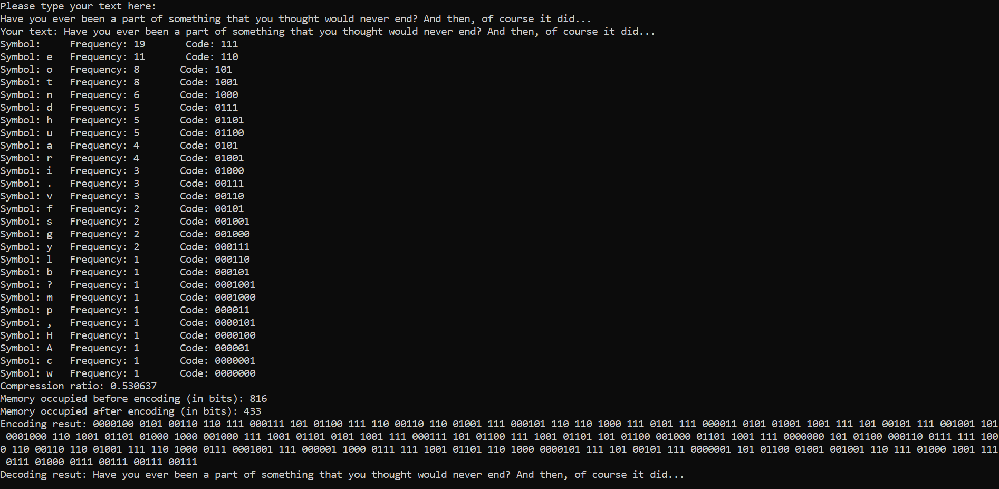 Please type your text here:
Have you ever been a part of something that you thought would never end? And then, of course it did...
Your text: Have you ever been a part of something that you thought would never end? And then, of course it did...
Symbol:     Frequency: 19       Code: 111
Symbol: e   Frequency: 11       Code: 110
Symbol: o   Frequency: 8       Code: 101
Symbol: t   Frequency: 8       Code: 1001
Symbol: n   Frequency: 6       Code: 1000
Symbol: d   Frequency: 5       Code: 0111
Symbol: h   Frequency: 5       Code: 01101
Symbol: u   Frequency: 5       Code: 01100
Symbol: a   Frequency: 4       Code: 0101
Symbol: r   Frequency: 4       Code: 01001
Symbol: i   Frequency: 3       Code: 01000
Symbol: .   Frequency: 3       Code: 00111
Symbol: v   Frequency: 3       Code: 00110
Symbol: f   Frequency: 2       Code: 00101
Symbol: s   Frequency: 2       Code: 001001
Symbol: g   Frequency: 2       Code: 001000
Symbol: y   Frequency: 2       Code: 000111
Symbol: l   Frequency: 1       Code: 000110
Symbol: b   Frequency: 1       Code: 000101
Symbol: ?   Frequency: 1       Code: 0001001
Symbol: m   Frequency: 1       Code: 0001000
Symbol: p   Frequency: 1       Code: 000011
Symbol: ,   Frequency: 1       Code: 0000101
Symbol: H   Frequency: 1       Code: 0000100
Symbol: A   Frequency: 1       Code: 000001
Symbol: c   Frequency: 1       Code: 0000001
Symbol: w   Frequency: 1       Code: 0000000
Compression ratio: 0.530637
Memory occupied before encoding (in bits): 816
Memory occupied after encoding (in bits): 433
Encoding resut: 0000100 0101 00110 110 111 000111 101 01100 111 110 00110 110 01001 111 000101 110 110 1000 111 0101 111 000011 0101 01001 1001 111 101 00101 111 001001 101
0001000 110 1001 01101 01000 1000 001000 111 1001 01101 0101 1001 111 000111 101 01100 111 1001 01101 101 01100 001000 01101 1001 111 0000000 101 01100 000110 0111 111 100
0 110 00110 110 01001 111 110 1000 0111 0001001 111 000001 1000 0111 111 1001 01101 110 1000 0000101 111 101 00101 111 0000001 101 01100 01001 001001 110 111 01000 1001 111
0111 01000 0111 00111 00111 00111
Decoding resut: Have you ever been a part of something that you thought would never end? And then, of course it did...